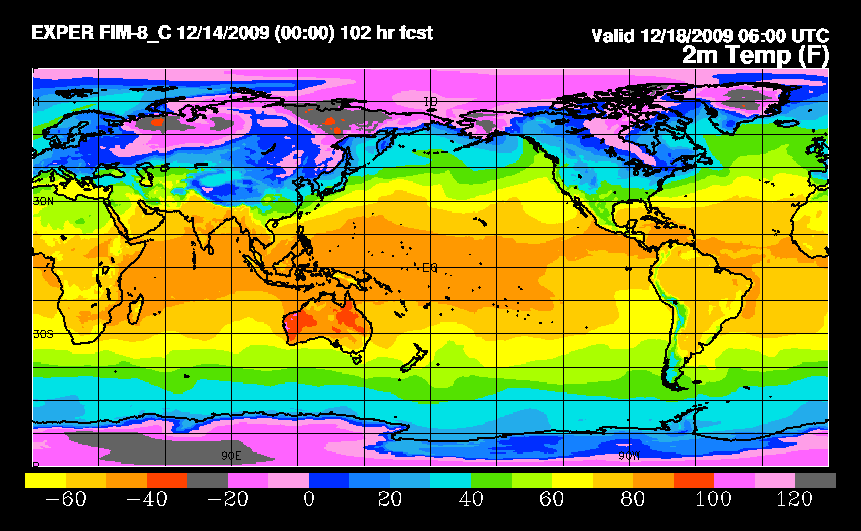 EXPER FIM-8_C 12/14/2009 (00:00) 102 hr fcst
Valid 12/18/2009 06:00 UTC
2m Temp (F)
ID
30N
EQ
30S
90E
90W
-60 -40 -20 0 20 40 60 80 100 120